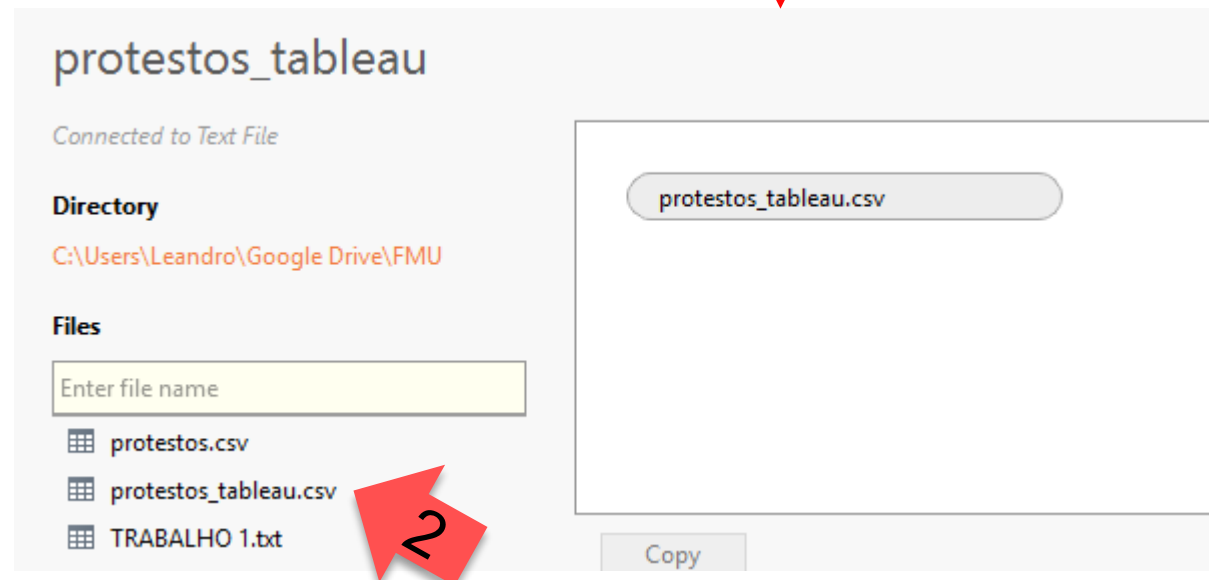 protestos_tableau
Connected to Text File
Directory
C:\Users\Leandro\Google Drive\FMU
Files
Enter file name
protestos.csv
protestos_tableau.csv
TRABALHO 1.txt
2
protestos_tableau.csv
Copy